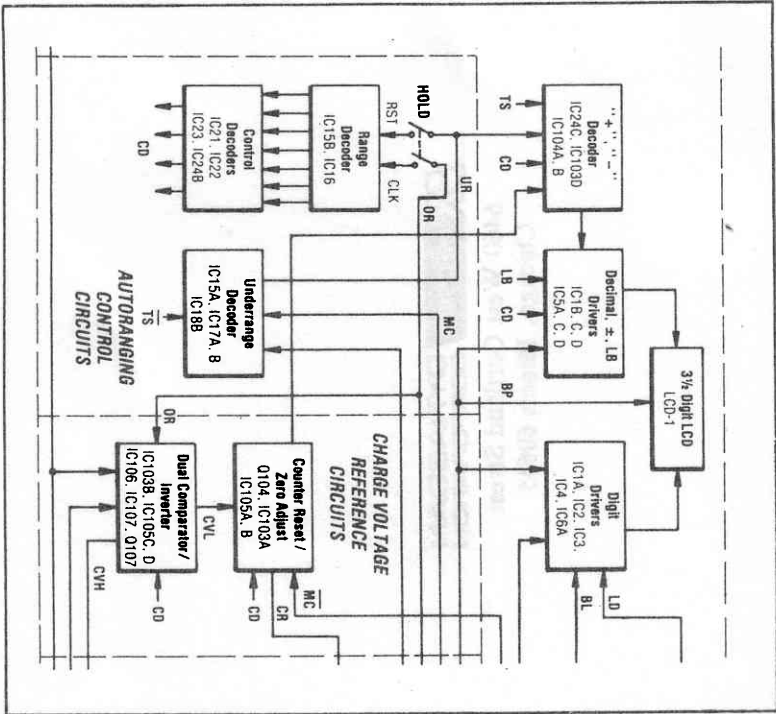 3½ Digit LCD
LCD-1
"+", "−"
Decoder
IC24C, IC103D
IC104A, B
TS
CD
Decimal, ±, LB
Drivers
IC1B, C, D
IC5A, C, D
LB
CD
BP
Digit
Drivers
IC1A, IC2, IC3,
IC4, IC6A
LD
BL
HOLD
RST
CLK
UR
OR
MC
Range
Decoder
IC15B, IC16
Control
Decoders
IC21, IC22
IC23, IC24B
CD
Underrange
Decoder
IC15A, IC17A, B
IC18B
TS
AUTORANGING
CONTROL
CIRCUITS
CHARGE VOLTAGE
REFERENCE
CIRCUITS
MC
CR
CD
Counter Reset /
Zero Adjust
Q104, IC103A
IC105A, B
CVL
OR
Dual Comparator/
Inverter
IC103B, IC105C, D
IC106, IC107, Q107
CD
CVH